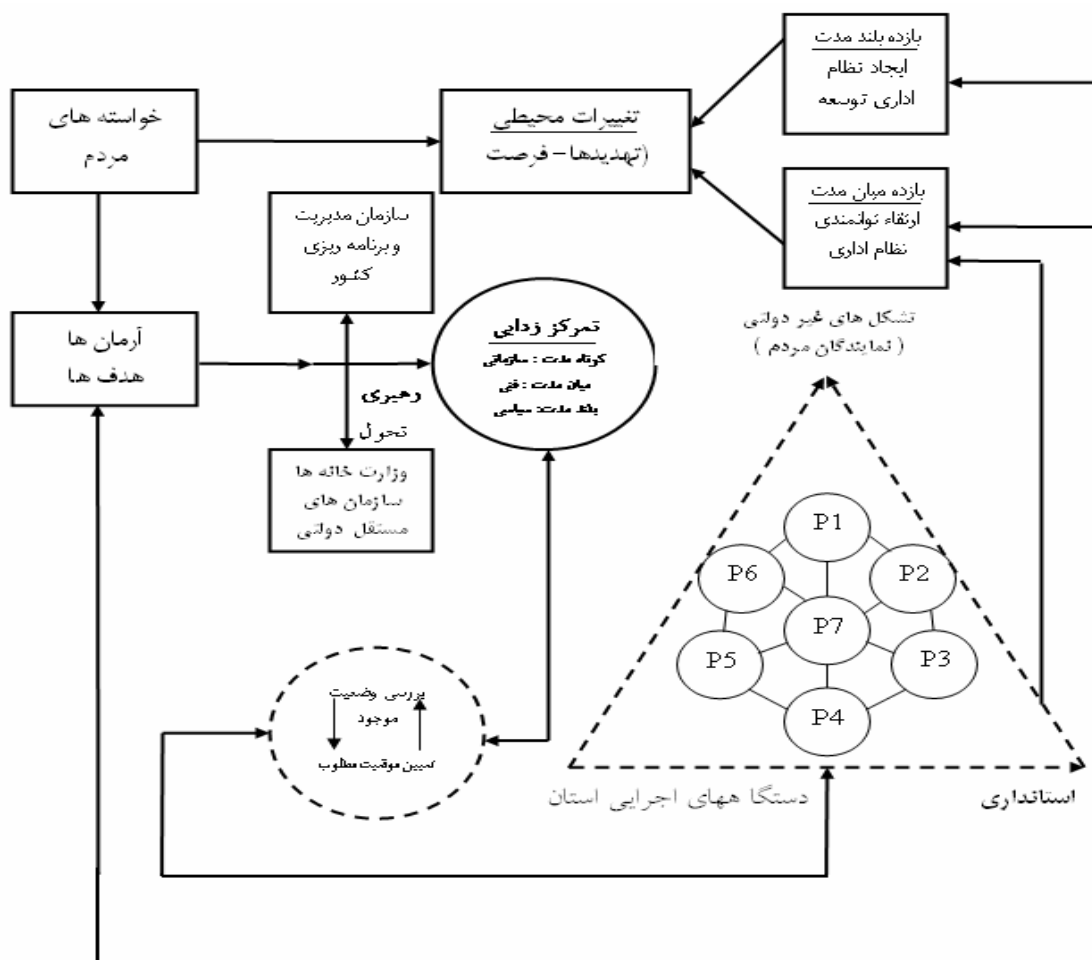 خواسته های
مردم
تغییرات محیطی
(تهدیدها – فرصت
بازده بلند مدت
ایجاد نظام
اداری توسعه
بازده میان مدت
ارتقاء توانمندی
نظام اداری
سازمان مدیریت
و برنامه ریزی
کشور
آرمان ها
هدف ها
تمرکز زدایی
کوتاه مدت : سازمانی
میان مدت : فنی
بلند مدت: سیاسی
رهبری
تحول
وزارت خانه ها
سازمان های
مستقل دولتی
تشکل های غیر دولتی
( نمایندگان مردم )
P1
P6
P2
P7
P5
P3
P4
بررسی وضعیت
موجود
تعیین موقعیت مطلوب
دستگا ههای اجرایی استان
استانداری